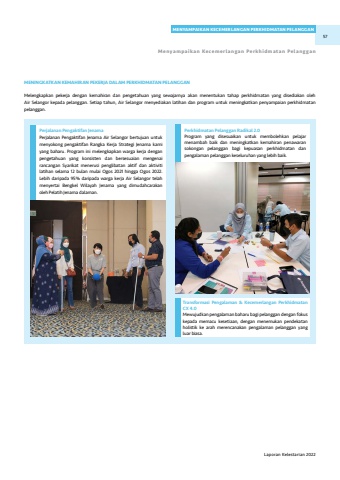 MENYAMPAIKAN KECEMERLANGAN PERKHIDMATAN PELANGGAN
57
Menyampaikan Kecemerlangan Perkhidmatan Pelanggan
MENINGKATKAN KEMAHIRAN PEKERJA DALAM PERKHIDMATAN PELANGGAN
Melengkapkan pekerja dengan kemahiran dan pengetahuan yang sewajarnya akan menentukan tahap perkhidmatan yang disediakan oleh
Air Selangor kepada pelanggan. Setiap tahun, Air Selangor menyediakan latihan dan program untuk meningkatkan penyampaian perkhidmatan
pelanggan.
Perjalanan Pengaktifan Jenama
Perjalanan Pengaktifan Jenama Air Selangor bertujuan untuk
menyokong pengaktifan Rangka Kerja Strategi Jenama kami
yang baharu. Program ini melengkapkan warga kerja dengan
pengetahuan yang konsisten dan bersesuaian mengenai
rancangan Syarikat menerusi penglibatan aktif dan aktiviti
latihan selama 12 bulan mulai Ogos 2021 hingga Ogos 2022.
Lebih daripada 95% daripada warga kerja Air Selangor telah
menyertai Bengkel Wilayah Jenama yang dimudahcarakan
oleh Pelatih Jenama dalaman.
Perkhidmatan Pelanggan Radikal 2.0
Program yang disesuaikan untuk membolehkan pelajar
menambah baik dan meningkatkan kemahiran penawaran
sokongan pelanggan bagi kepuasan perkhidmatan dan
pengalaman pelanggan keseluruhan yang lebih baik.
Transformasi Pengalaman & Kecemerlangan Perkhidmatan
CX 4.0
Mewujudkan pengalaman baharu bagi pelanggan dengan fokus
kepada memacu kesetiaan, dengan menemukan pendekatan
holistik ke arah merencanakan pengalaman pelanggan yang
luar biasa.
Laporan Kelestarian 2022